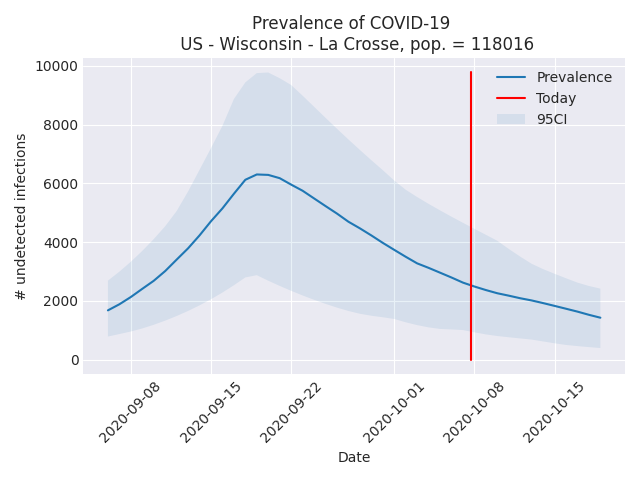 Prevalence of COVID-19
US - Wisconsin - La Crosse, pop. = 118016
10000
8000
6000
4000
2000
0
# undetected infections
Prevalence
Today
95CI
2020-09-08
2020-09-15
2020-09-22
2020-10-01
2020-10-08
2020-10-15
Date